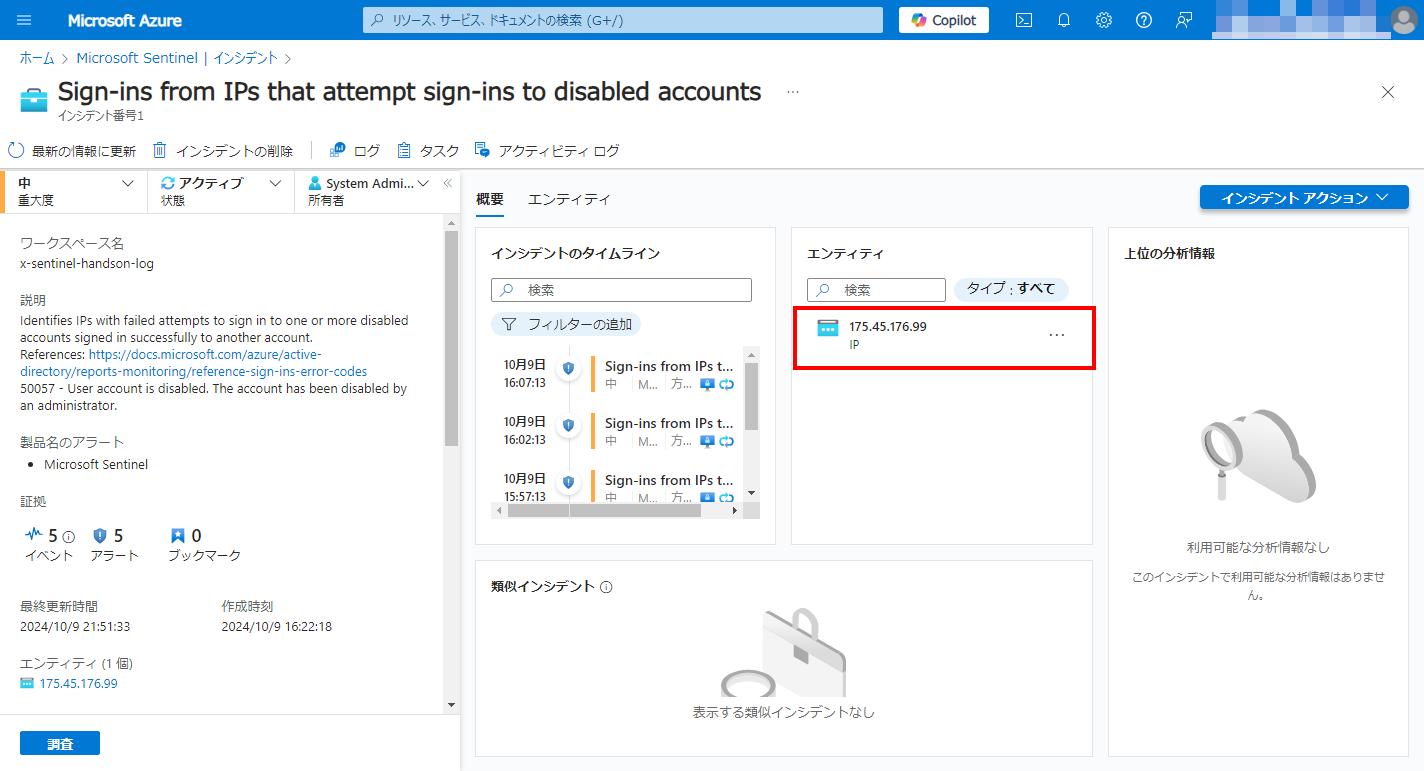 Microsoft Azure
リソース、サービス、ドキュメントの検索 (G+/)
Copilot
ホーム > Microsoft Sentinel | インシデント >
Sign-ins from IPs that attempt sign-ins to disabled accounts ...
インシデント番号1
最新の情報に更新 インシデントの削除 ログ タスク アクティビティ ログ
中
重大度
アクティブ
状態
System Admi...
所有者
ワークスペース名
x-sentinel-handson-log
説明
Identifies IPs with failed attempts to sign in to one or more disabled
accounts signed in successfully to another account.
References: https://docs.microsoft.com/azure/active-
directory/reports-monitoring/reference-sign-ins-error-codes
50057 - User account is disabled. The account has been disabled by
an administrator.
製品名のアラート
• Microsoft Sentinel
証拠
5
イベント
5
アラート
0
ブックマーク
最終更新時間
2024/10/9 21:51:33
作成時刻
2024/10/9 16:22:18
エンティティ (1 個)
175.45.176.99
調査
概要 エンティティ
インシデント アクション
インシデントのタイムライン
検索
フィルターの追加
10月9日
16:07:13
Sign-ins from IPs t...
中 M... 方...
10月9日
16:02:13
Sign-ins from IPs t...
中 M... 方...
10月9日
15:57:13
Sign-ins from IPs t...
中 M... 方...
エンティティ
検索
タイプ : すべて
175.45.176.99
IP
...
上位の分析情報
利用可能な分析情報なし
このインシデントで利用可能な分析情報はありませ
ん。
類似インシデント
表示する類似インシデントなし